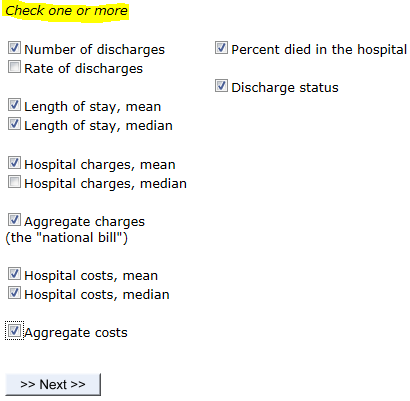 Check one or more
Number of discharges
Rate of discharges
Length of stay, mean
Length of stay, median
Hospital charges, mean
Hospital charges, median
Aggregate charges
(the "national bill")
Hospital costs, mean
Hospital costs, median
Aggregate costs
Percent died in the hospital
Discharge status
>> Next >>